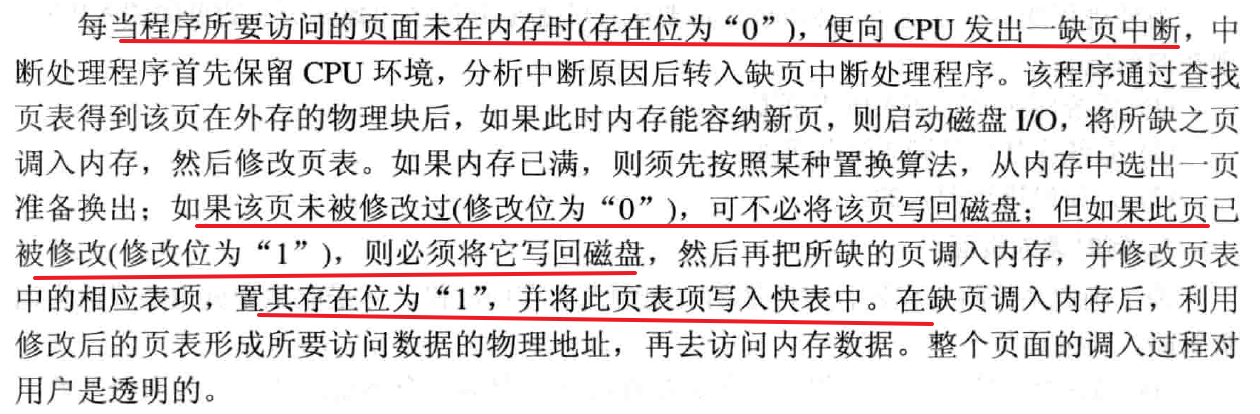 每当程序所要访问的页面未在内存时(存在位为“0”)，便向 CPU 发出一缺页中断，中
断处理程序首先保留 CPU 环境，分析中断原因后转入缺页中断处理程序。该程序通过查找
页表得到该页在外存的物理块后，如果此时内存能容纳新页，则启动磁盘 I/O，将所缺之页
调入内存，然后修改页表。如果内存已满，则须先按照某种置换算法，从内存中选出一页
准备换出；如果该页未被修改过(修改位为“0”)，可不必将该页写回磁盘；但如果此页已
被修改(修改位为“1”)，则必须将它写回磁盘，然后再把所缺的页调入内存，并修改页表
中的相应表项，置其存在位为“1”，并将此页表项写入快表中。在缺页调入内存后，利用
修改后的页表形成所要访问数据的物理地址，再去访问内存数据。整个页面的调入过程对
用户是透明的。